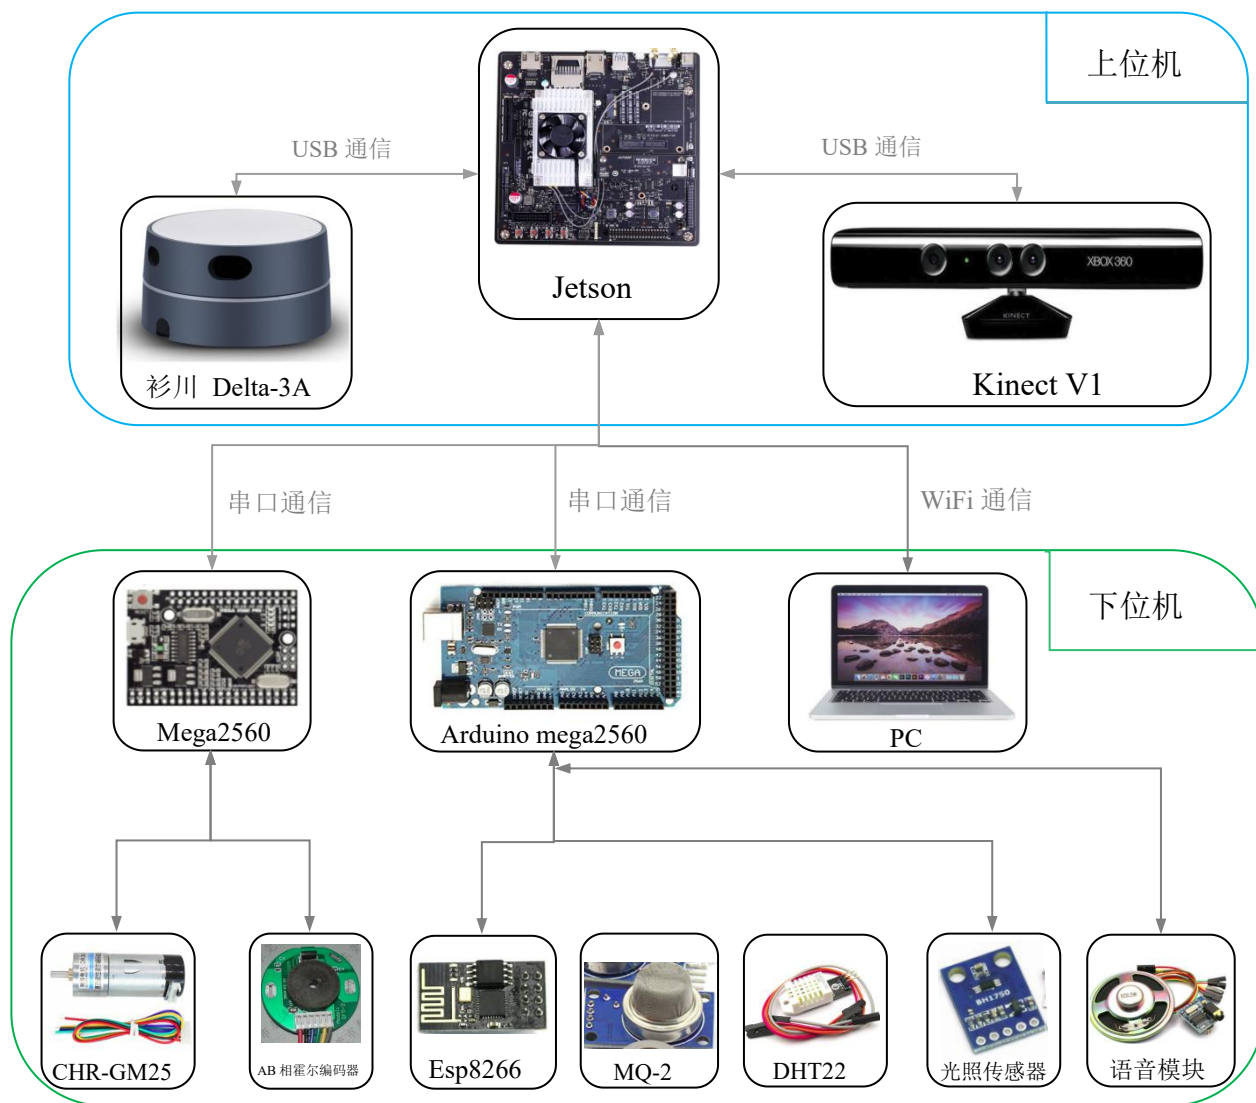 上位机
USB 通信
USB 通信
Jetson
XBOX360
KINECT
衫川 Delta-3A
Kinect V1
串口通信
串口通信
WiFi 通信
下位机
MEGA
Mega2560
Arduino mega2560
PC
BH1750
CHR-GM25
AB 相霍尔编码器
Esp8266
MQ-2
DHT22
光照传感器
语音模块